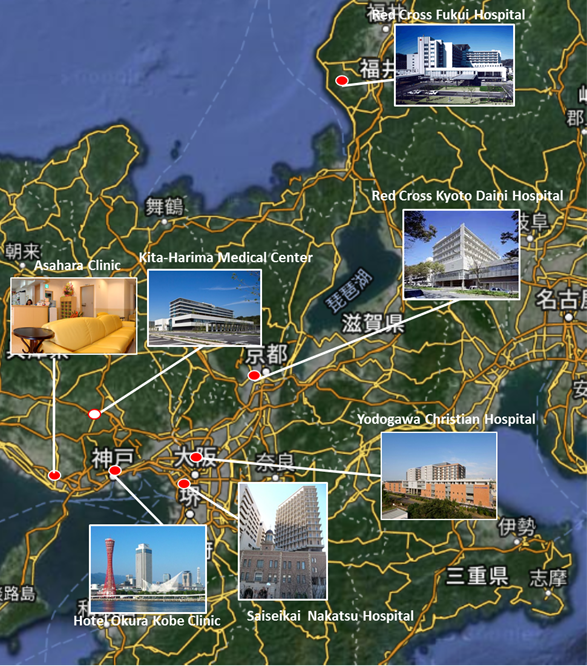 福井
Red Cross Fukui Hospital
福井
郡
Red Cross Kyoto Daini Hospital
舞鶴
岐阜
朝来
Kita-Harima Medical Center
Asahara Clinic
琵琶湖
名古屋
滋賀県
兵庫県
京都
Yodogawa Christian Hospital
神戸
大阪
奈良
堺
伊勢
三重県
志摩
Hotel Okura Kobe Clinic
Saiseikai Nakatsu Hospital